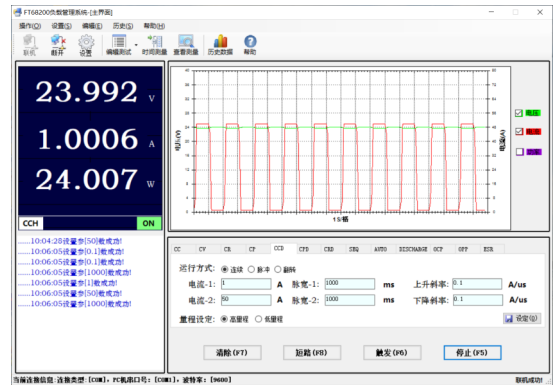 FT68200负载管理系统-[主界面]
操作(O) 设置(S) 编辑(E) 历史(S) 帮助(H)
联机 断开 设置 编辑测试 时间测量 查看测量 历史数据 帮助
23.992 V
1.0006 A
24.007 W
CCH ON
电压(V)
电流(A)
1S/格
电压
电流
......10:04:28设置参[50]教成功!
......10:06:05设置参[0.1]教成功!
......10:06:05设置参[0.1]教成功!
......10:06:05设置参[1000]教成功!
......10:06:05设置参[1]教成功!
......10:06:05设置参[50]教成功!
......10:06:05设置参[1000]教成功!
CC CV CR CP CCD CPD CRD SEQ AUTO DISCHARGE OCP OPP ESR
运行方式: 连续 脉冲 翻转
电流-1: 1 A 脉宽-1: 1000 ms 上升斜率: 0.1 A/us
电流-2: 50 A 脉宽-2: 1000 ms 下降斜率: 0.1 A/us
量程设定: 高量程 低量程 设定(Q)
清除(F7) 短路(F8) 触发(F6) 停止(F5)
当前连接信息:连接类型:[COM], PC机串口号: [COM1], 波特率: [9600] 联机成功!